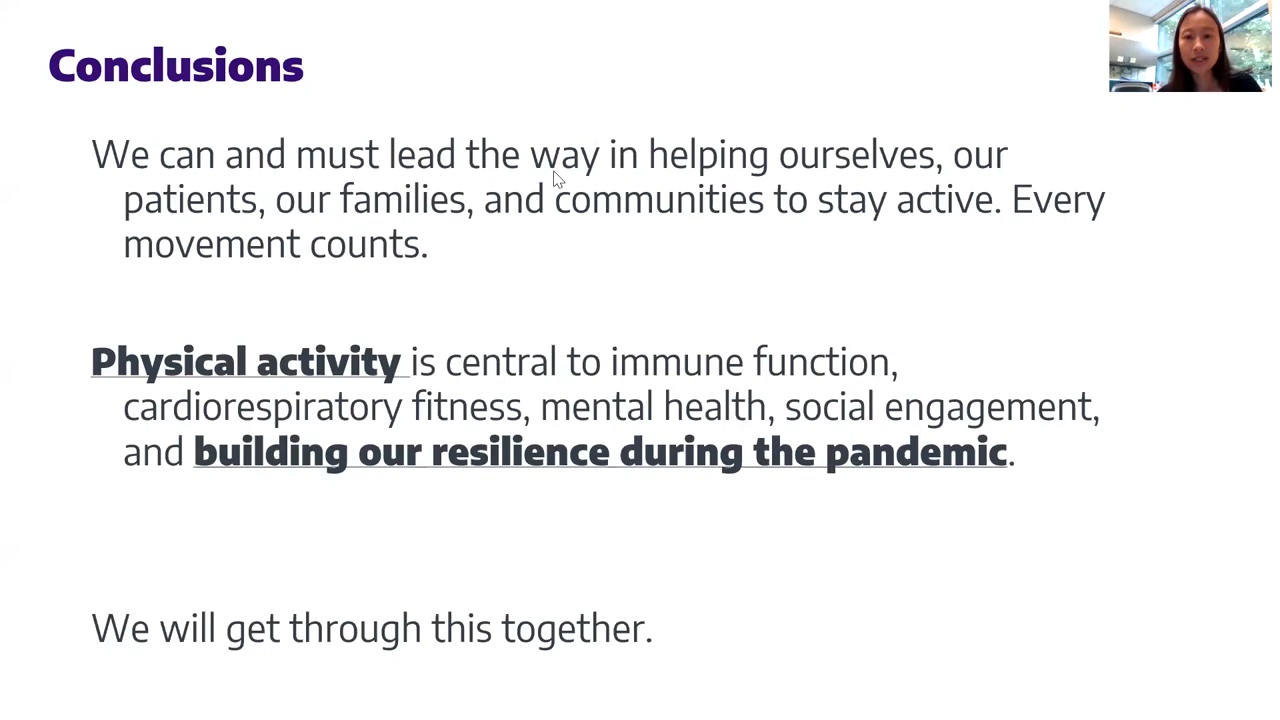 Conclusions
We can and must lead the way in helping ourselves, our
patients, our families, and communities to stay active. Every
movement counts.
Physical activity is central to immune function,
cardiorespiratory fitness, mental health, social engagement,
and building our resilience during the pandemic.
We will get through this together.